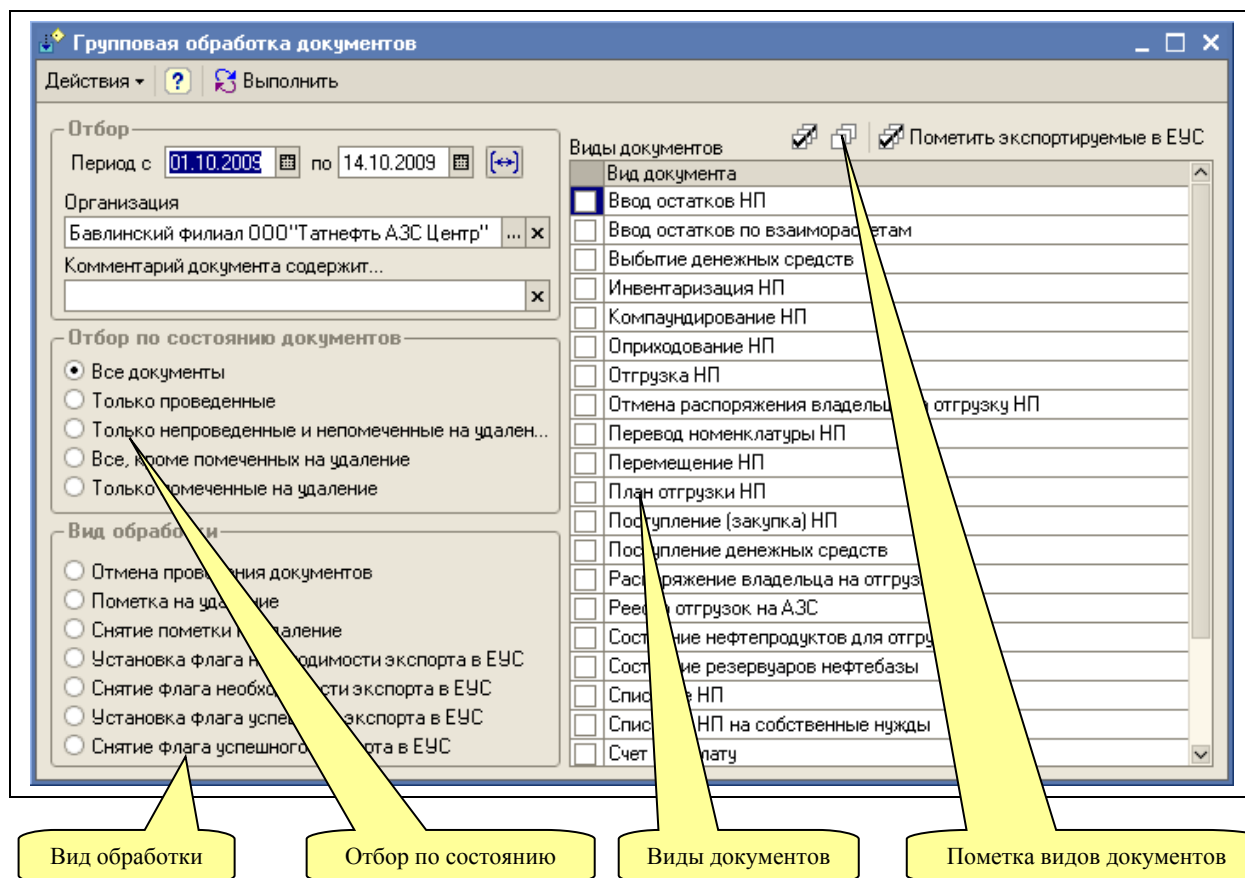 Групповая обработка документов
Действия
?
Выполнить
Отбор
Период с 01.10.2009 по 14.10.2009
Организация
Бавлинский филиал ООО"Татнефть АЗС Центр" ... x
Комментарий документа содержит...
x
Отбор по состоянию документов
Все документы
Только проведенные
Только непроведенные и непомеченные на удален...
Все, кроме помеченных на удаление
Только помеченные на удаление
Вид обработки
Отмена проведения документов
Пометка на удаление
Снятие пометки на удаление
Установка флага необходимости экспорта в ЕУС
Снятие флага необходимости экспорта в ЕУС
Установка флага успешного экспорта в ЕУС
Снятие флага успешного экспорта в ЕУС
Виды документов
Пометить экспортируемые в ЕУС
Вид документа
Ввод остатков НП
Ввод остатков по взаиморасчетам
Выбытие денежных средств
Инвентаризация НП
Компаундирование НП
Оприходование НП
Отгрузка НП
Отмена распоряжения владельца на отгрузку НП
Перевод номенклатуры НП
Перемещение НП
План отгрузки НП
Поступление (закупка) НП
Поступление денежных средств
Распоряжение владельца на отгруз
Реестр отгрузок на АЗС
Состояние нефтепродуктов для отгру
Состояние резервуаров нефтебазы
Списание НП
Списание НП на собственные нужды
Счет на оплату
Вид обработки
Отбор по состоянию
Виды документов
Пометка видов документов